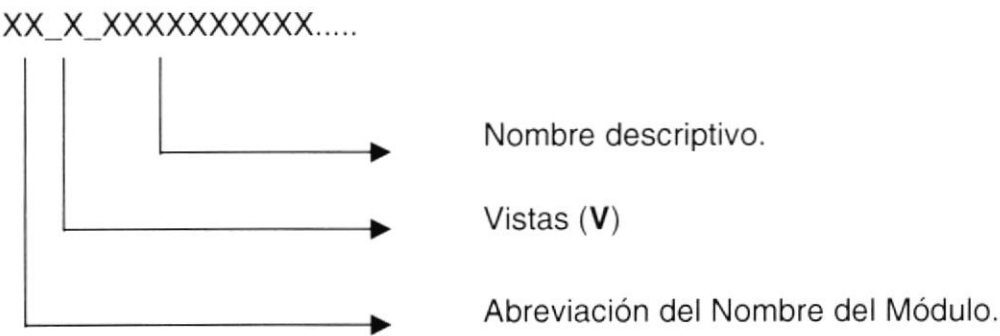 XX_X_XXXXXXXXXX.....
Nombre descriptivo.
Vistas (V)
Abreviación del Nombre del Módulo.